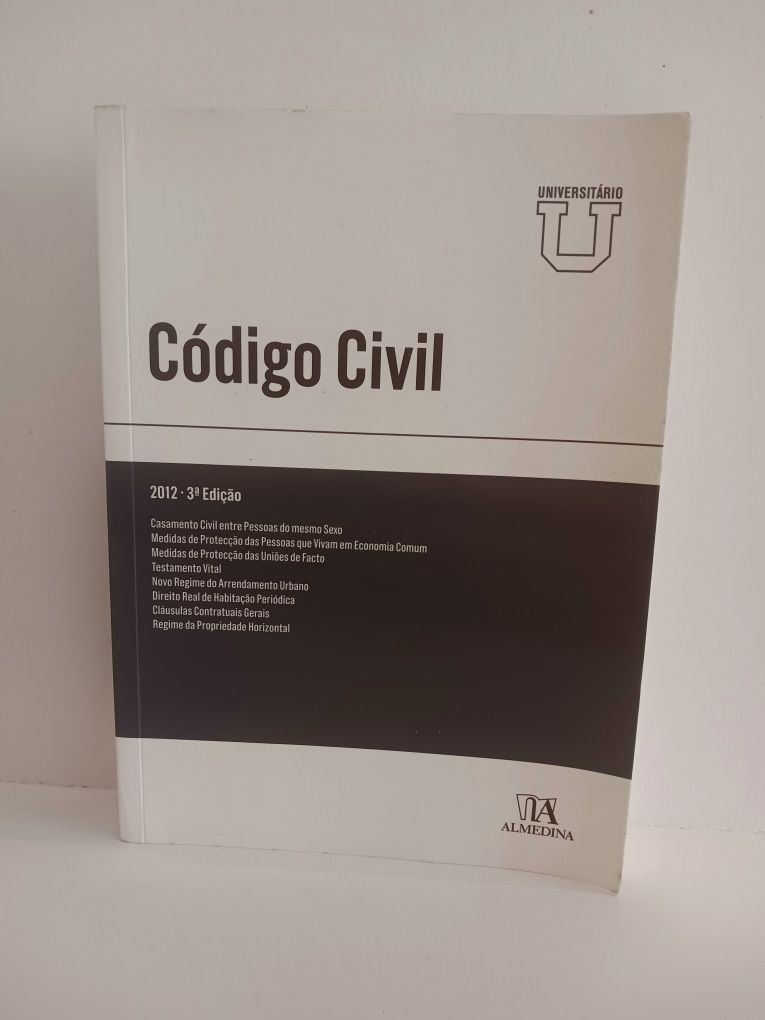 UNIVERSITÁRIO
U
Código Civil
2012 · 3ª Edição
Casamento Civil entre Pessoas do mesmo Sexo
Medidas de Protecção das Pessoas que Vivam em Economia Comum
Medidas de Protecção das Uniões de Facto
Testamento Vital
Novo Regime do Arrendamento Urbano
Direito Real de Habitação Periódica
Cláusulas Contratuais Gerais
Regime da Propriedade Horizontal
ALMEDINA